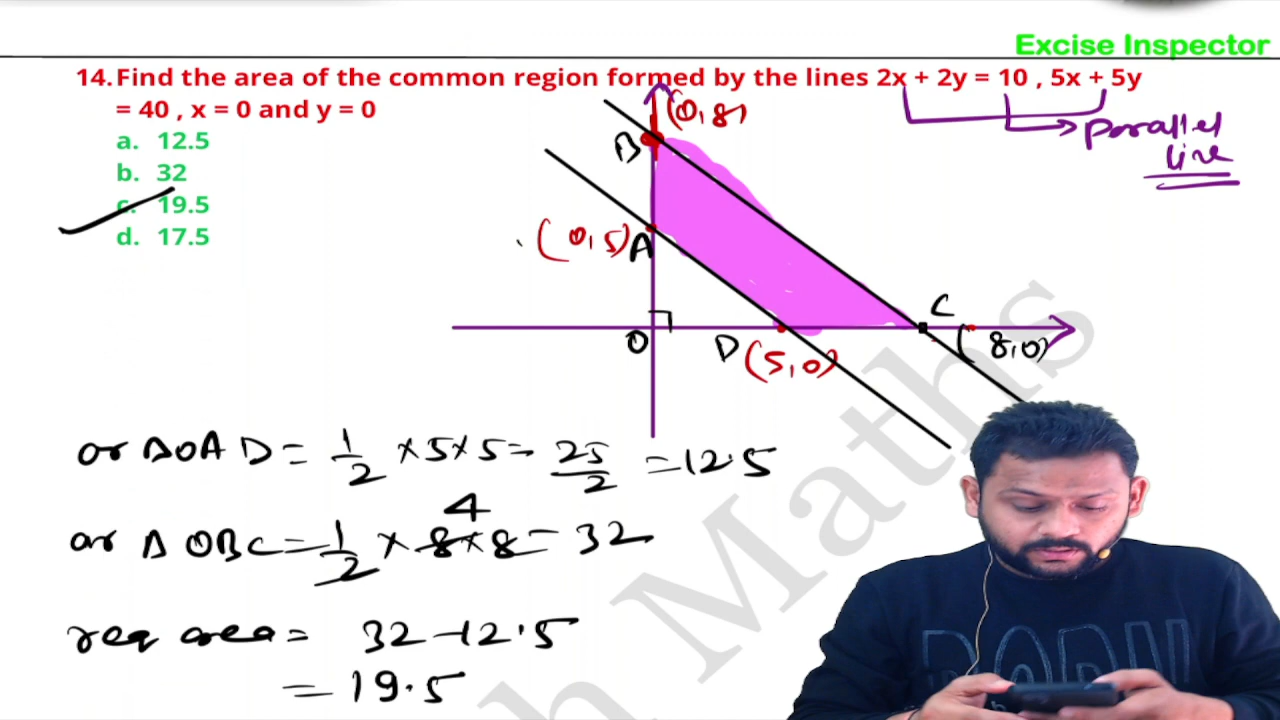 Excise Inspector
14. Find the area of the common region formed by the lines 2x + 2y = 10 , 5x + 5y
= 40 , x = 0 and y = 0
a. 12.5
b. 32
c. 19.5
d. 17.5
parallel
line
(0,8)
B
(0,5) A
C
O D (5,0) (8,0)
ar ΔOAD = 1/2 × 5 × 5 = 25/2 = 12.5
4
ar Δ OBC = 1/2 × 8 × 8 = 32
req area = 32 - 12.5
= 19.5
h Maths